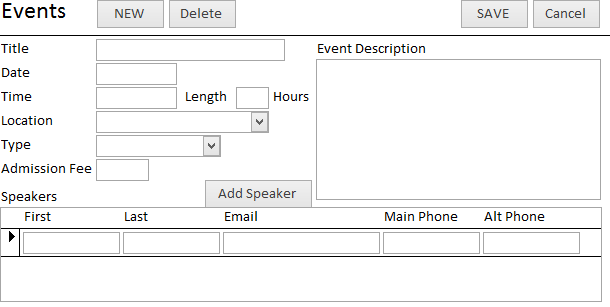 Events NEW Delete SAVE Cancel
Title Event Description
Date
Time Length Hours
Location
Type
Admission Fee
Speakers Add Speaker
First Last Email Main Phone Alt Phone